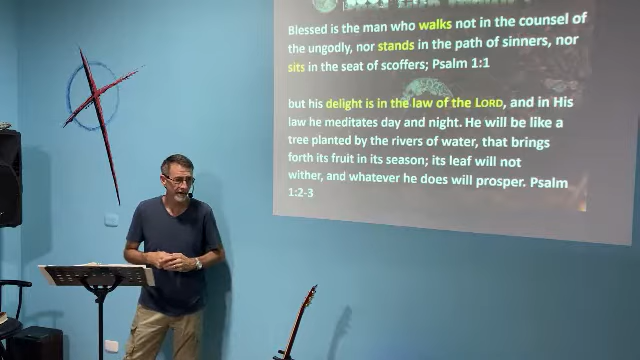 Blessed is the man who walks not in the counsel of
the ungodly, nor stands in the path of sinners, nor
sits in the seat of scoffers; Psalm 1:1
but his delight is in the law of the LORD, and in His
law he meditates day and night. He will be like a
tree planted by the rivers of water, that brings
forth its fruit in its season; its leaf will not
wither, and whatever he does will prosper. Psalm
1:2-3